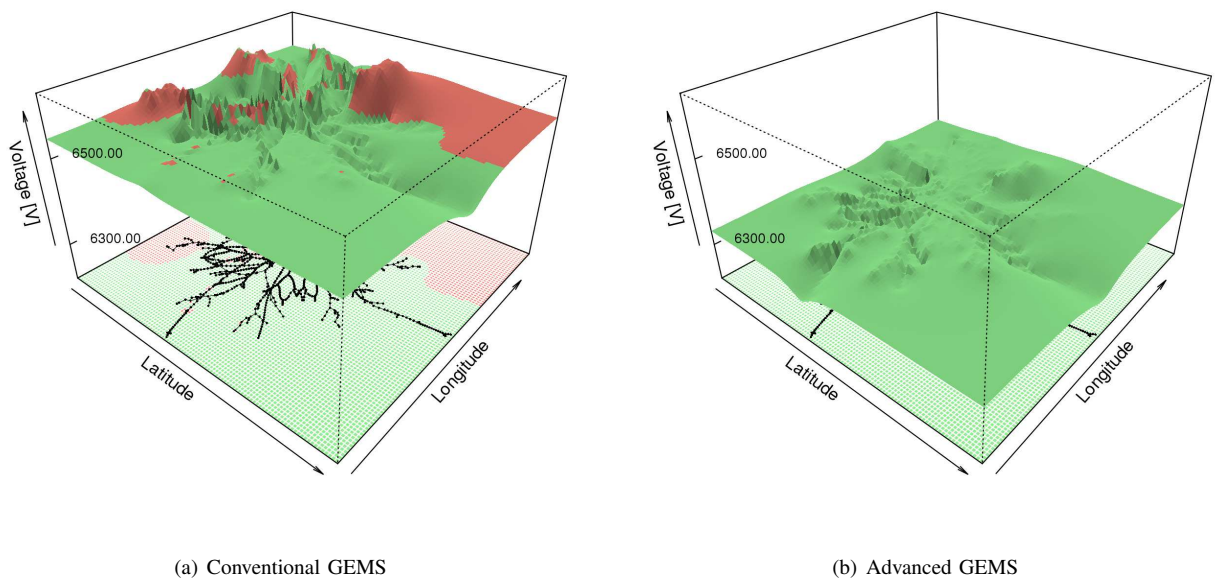 Voltage [V]
6500.00
6300.00
Latitude
Longitude
(a) Conventional GEMS
Voltage [V]
6500.00
6300.00
Latitude
Longitude
(b) Advanced GEMS